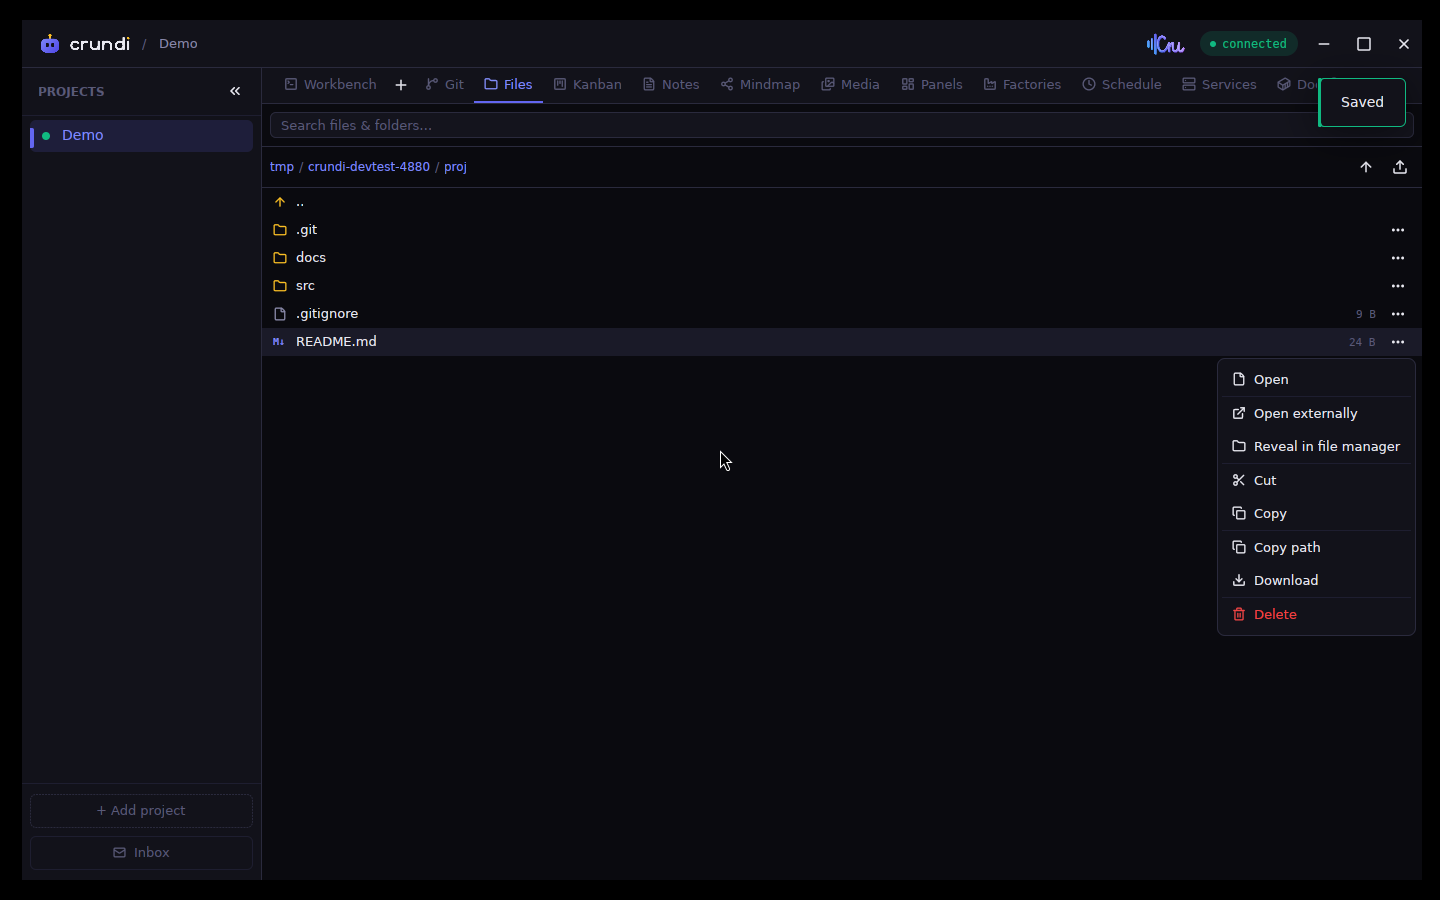 crundi / Demo
Cru
connected
PROJECTS
Workbench
Git
Files
Kanban
Notes
Mindmap
Media
Panels
Factories
Schedule
Services
Saved
Demo
Search files & folders...
tmp / crundi-devtest-4880 / proj
..
.git
docs
src
.gitignore 9 B
M↓ README.md 24 B
Open
Open externally
Reveal in file manager
Cut
Copy
Copy path
Download
Delete
+ Add project
Inbox